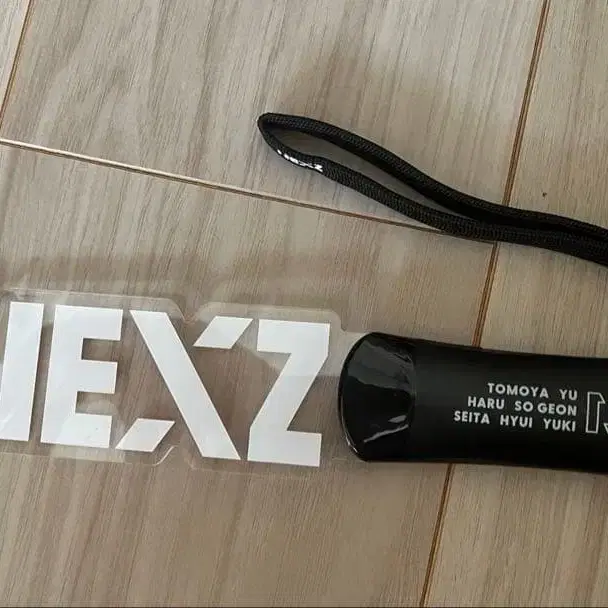 NEXZ
TOMOYA YU
HARU SO GEON
SEITA HYUI YUKI